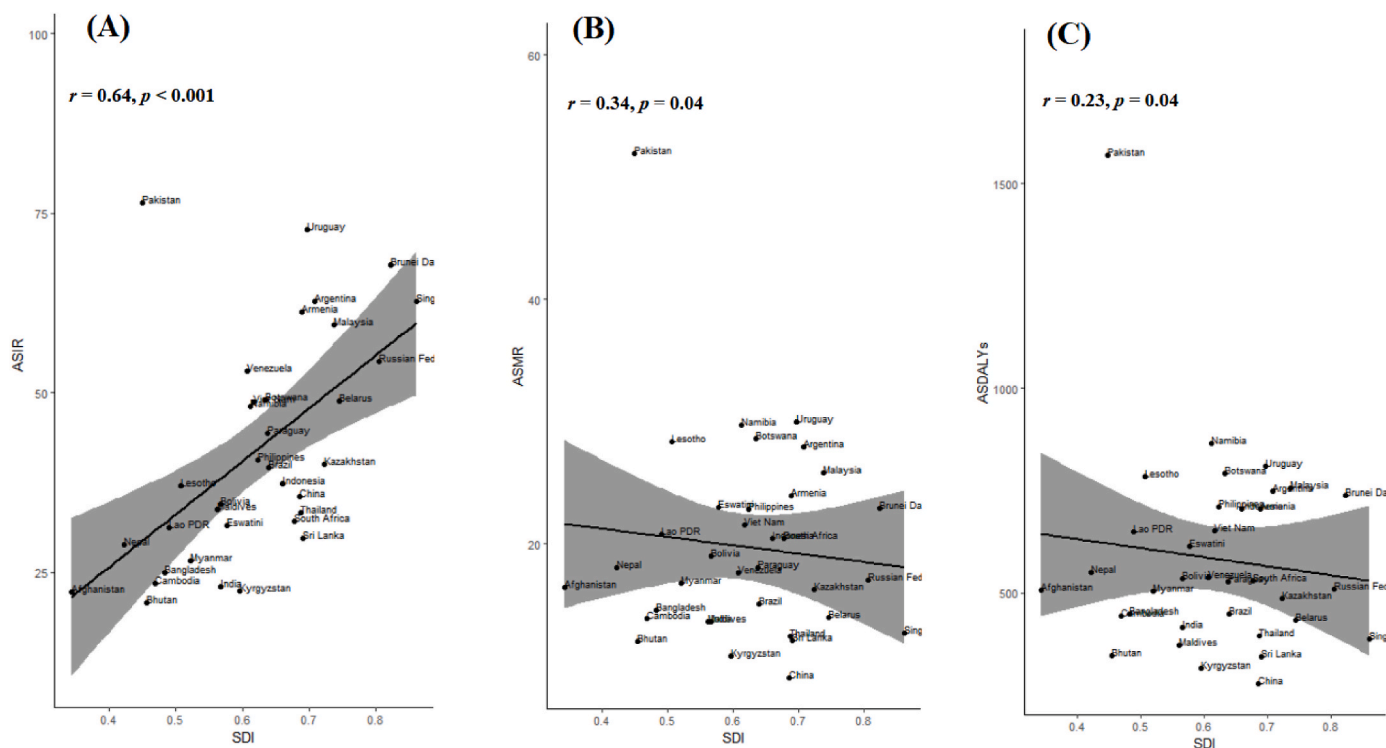 (A)
r = 0.64, p < 0.001
ASIR
100
75
50
25
Pakistan
Uruguay
Brunei Da
Argentina
Sing
Armenia
Malaysia
Russian Fed
Venezuela
Botswana
Namibia
Belarus
Paraguay
Philippines
Brazil
Kazakhstan
Indonesia
Lesotho
China
Bolivia
Maldives
Thailand
South Africa
Eswatini
Lao PDR
Sri Lanka
Nepal
Myanmar
Bangladesh
Cambodia
India
Kyrgyzstan
Afghanistan
Bhutan
0.4 0.5 0.6 0.7 0.8
SDI
(B)
r = 0.34, p = 0.04
ASMR
60
40
20
Pakistan
Uruguay
Namibia
Botswana
Lesotho
Argentina
Malaysia
Armenia
Eswatini
Philippines
Brunei Da
Viet Nam
Lao PDR
Bolivia
Nepal
Paraguay
Venezuela
Russian Fed
Myanmar
Afghanistan
Kazakhstan
Brazil
Bangladesh
Cambodia
Maldives
Belarus
Thailand
Sri Lanka
Sing
Bhutan
Kyrgyzstan
China
0.4 0.5 0.6 0.7 0.8
SDI
(C)
r = 0.23, p = 0.04
ASDALYs
1500
1000
500
Pakistan
Namibia
Uruguay
Botswana
Lesotho
Malaysia
Argentina
Brunei Da
Philippines
Viet Nam
Lao PDR
Eswatini
Nepal
Bolivia
Venezuela
Paraguay
South Africa
Myanmar
Afghanistan
Russian Fed
Kazakhstan
Bangladesh
Cambodia
Brazil
Belarus
India
Thailand
Sing
Maldives
Bhutan
Sri Lanka
Kyrgyzstan
China
0.4 0.5 0.6 0.7 0.8
SDI